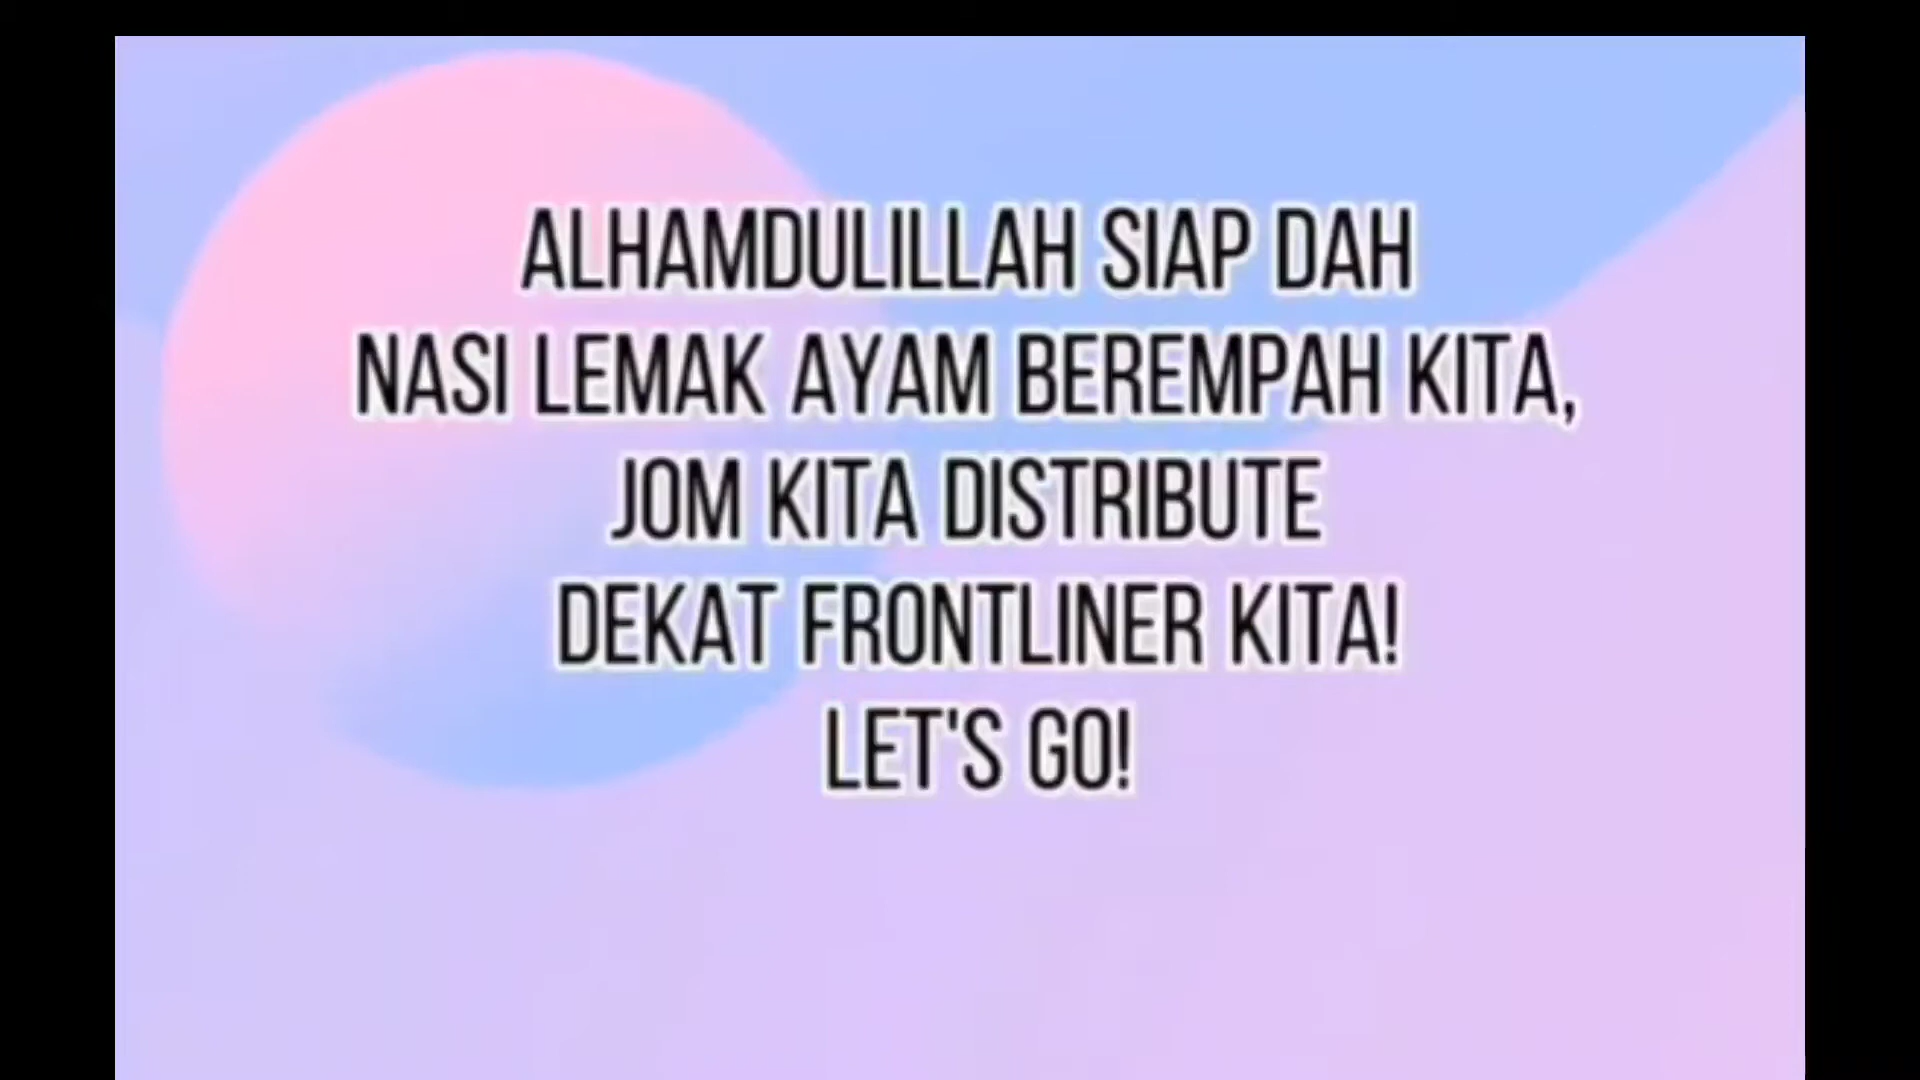 ALHAMDULILLAH SIAP DAH
NASI LEMAK AYAM BEREMPAH KITA,
JOM KITA DISTRIBUTE
DEKAT FRONTLINER KITA!
LET'S GO!